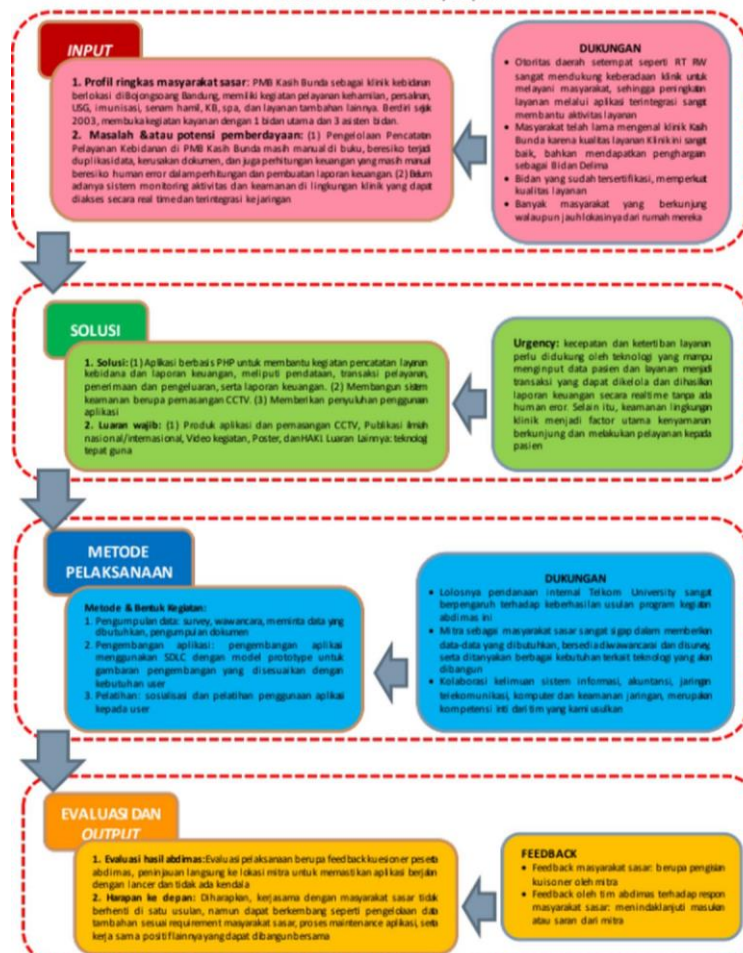 INPUT
1. Profil ringkas masyarakat sasar: PMB Kasih Bunda sebagai klinik kebidanan
berlokasi diBojongsoang Bandung, memiliki kegiatan pelayanan kehamilan, persalinan,
USG, imunisasi, senam hamil, KB, spa, dan layanan tambahan lainnya. Berdiri sejak
2003, membuka kegiatan kayanan dengan 1 bidan utama dan 3 asisten bidan.
2. Masalah &atau potensi pemberdayaan: (1) Pengelolaan Pencatatan
Pelayanan Kebidanan di PMB Kasih Bunda masih manual di buku, beresiko terjadi
duplikasi data, kerusakan dokumen, dan juga perhitungan keuangan yang masih manual
beresiko human error dalam perhitungan dan pembuatan laporan keuangan. (2) Belum
adanya sistem monitoring aktivitas dan keamanan di lingkungan klinik yang dapat
diakses secara real time dan terintegrasi ke jaringan
DUKUNGAN
• Otoritas daerah setempat seperti RT RW
sangat mendukung keberadaan klinik untuk
melayani masyarakat, sehingga peningkatan
layanan melalui aplikasi terintegrasi sangat
membantu aktivitas layanan
• Masyarakat telah lama mengenal klinik Kasih
Bunda karena kualitas layanan Klinik ini sangat
baik, bahkan mendapatkan penghargaan
sebagai Bidan Delima
• Bidan yang sudah tersertifikasi, memperkuat
kualitas layanan
• Banyak masyarakat yang berkunjung
walaupun jauh lokasinya dari rumah mereka
SOLUSI
1. Solusi: (1) Aplikasi berbasis PHP untuk membantu kegiatan pencatatan layanan
kebidana dan laporan keuangan, meliputi pendataan, transaksi pelayanan,
penerimaan dan pengeluaran, serta laporan keuangan. (2) Membangun sistem
keamanan berupa pemasangan CCTV. (3) Memberikan penyuluhan penggunaan
aplikasi
2. Luaran wajib: (1) Produk aplikasi dan pemasangan CCTV, Publikasi ilmiah
nasional/internasional, Video kegiatan, Poster, dan HAKI. Luaran Lainnya: teknologi
tepat guna
Urgency: kecepatan dan ketertiban layanan
perlu didukung oleh teknologi yang mampu
menginput data pasien dan layanan menjadi
transaksi yang dapat dikelola dan dihasilkan
laporan keuangan secara realtime tanpa ada
human eror. Selain itu, keamanan lingkungan
klinik menjadi factor utama kenyamanan
berkunjung dan melakukan pelayanan kepada
pasien
METODE
PELAKSANAAN
Metode & Bentuk Kegiatan:
1. Pengumpulan data: survey, wawancara, meminta data yang
dibutuhkan, pengumpulan dokumen
2. Pengembangan aplikasi: pengembangan aplikasi
menggunakan SDLC dengan model prototype untuk
gambaran pengembangan yang disesuaikan dengan
kebutuhan user
3. Pelatihan: sosialisasi dan pelatihan penggunaan aplikasi
kepada user
DUKUNGAN
• Lolosnya pendanaan internal Telkom University sangat
berpengaruh terhadap keberhasilan usulan program kegiatan
abdimas ini
• Mitra sebagai masyarakat sasar sangat sigap dalam memberikan
data-data yang dibutuhkan, bersedia diwawancarai dan disurvey,
serta ditanyakan berbagai kebutuhan terkait teknologi yang akan
dibangun
• Kolaborasi kelimuan sistem informasi, akuntansi, jaringan
telekomunikasi, komputer dan keamanan jaringan, merupakan
kompetensi inti dari tim yang kami usulkan
EVALUASI DAN
OUTPUT
1. Evaluasi hasil abdimas:Evaluasi pelaksanaan berupa feedback kuesioner peserta
abdimas, peninjauan langsung ke lokasi mitra untuk memastikan aplikasi berjalan
dengan lancer dan tidak ada kendala
2. Harapan ke depan: Diharapkan, kerjasama dengan masyarakat sasar tidak
berhenti di satu usulan, namun dapat berkembang seperti pengelolaan data
tambahan sesuai requirement masyarakat sasar, proses maintenance aplikasi, serta
kerja sama positif lainnya yang dapat dibangun bersama
FEEDBACK
• Feedback masyarakat sasar: berupa pengisian
kuisoner oleh mitra
• Feedback oleh tim abdimas terhadap respon
masyarakat sasar: menindaklanjuti masukan
atau saran dari mitra